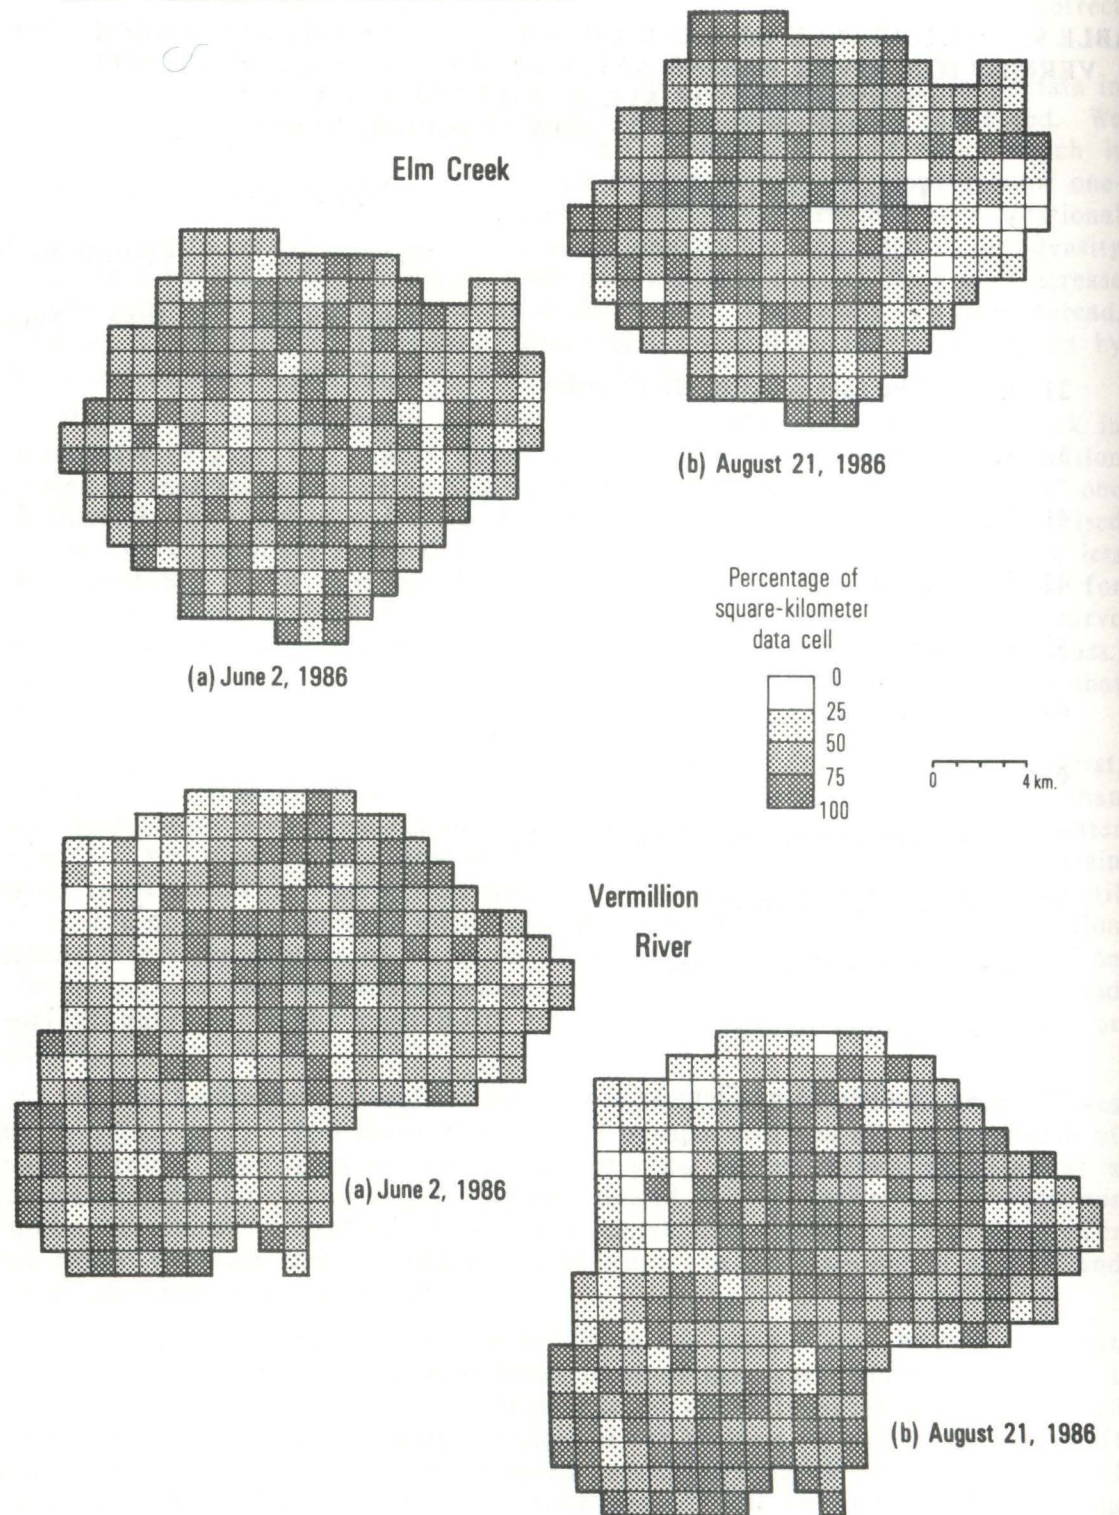 Elm Creek
(b) August 21, 1986
(a) June 2, 1986
Percentage of
square-kilometer
data cell
0
25
50
75
100
0 4 km.
Vermillion
River
(a) June 2, 1986
(b) August 21, 1986